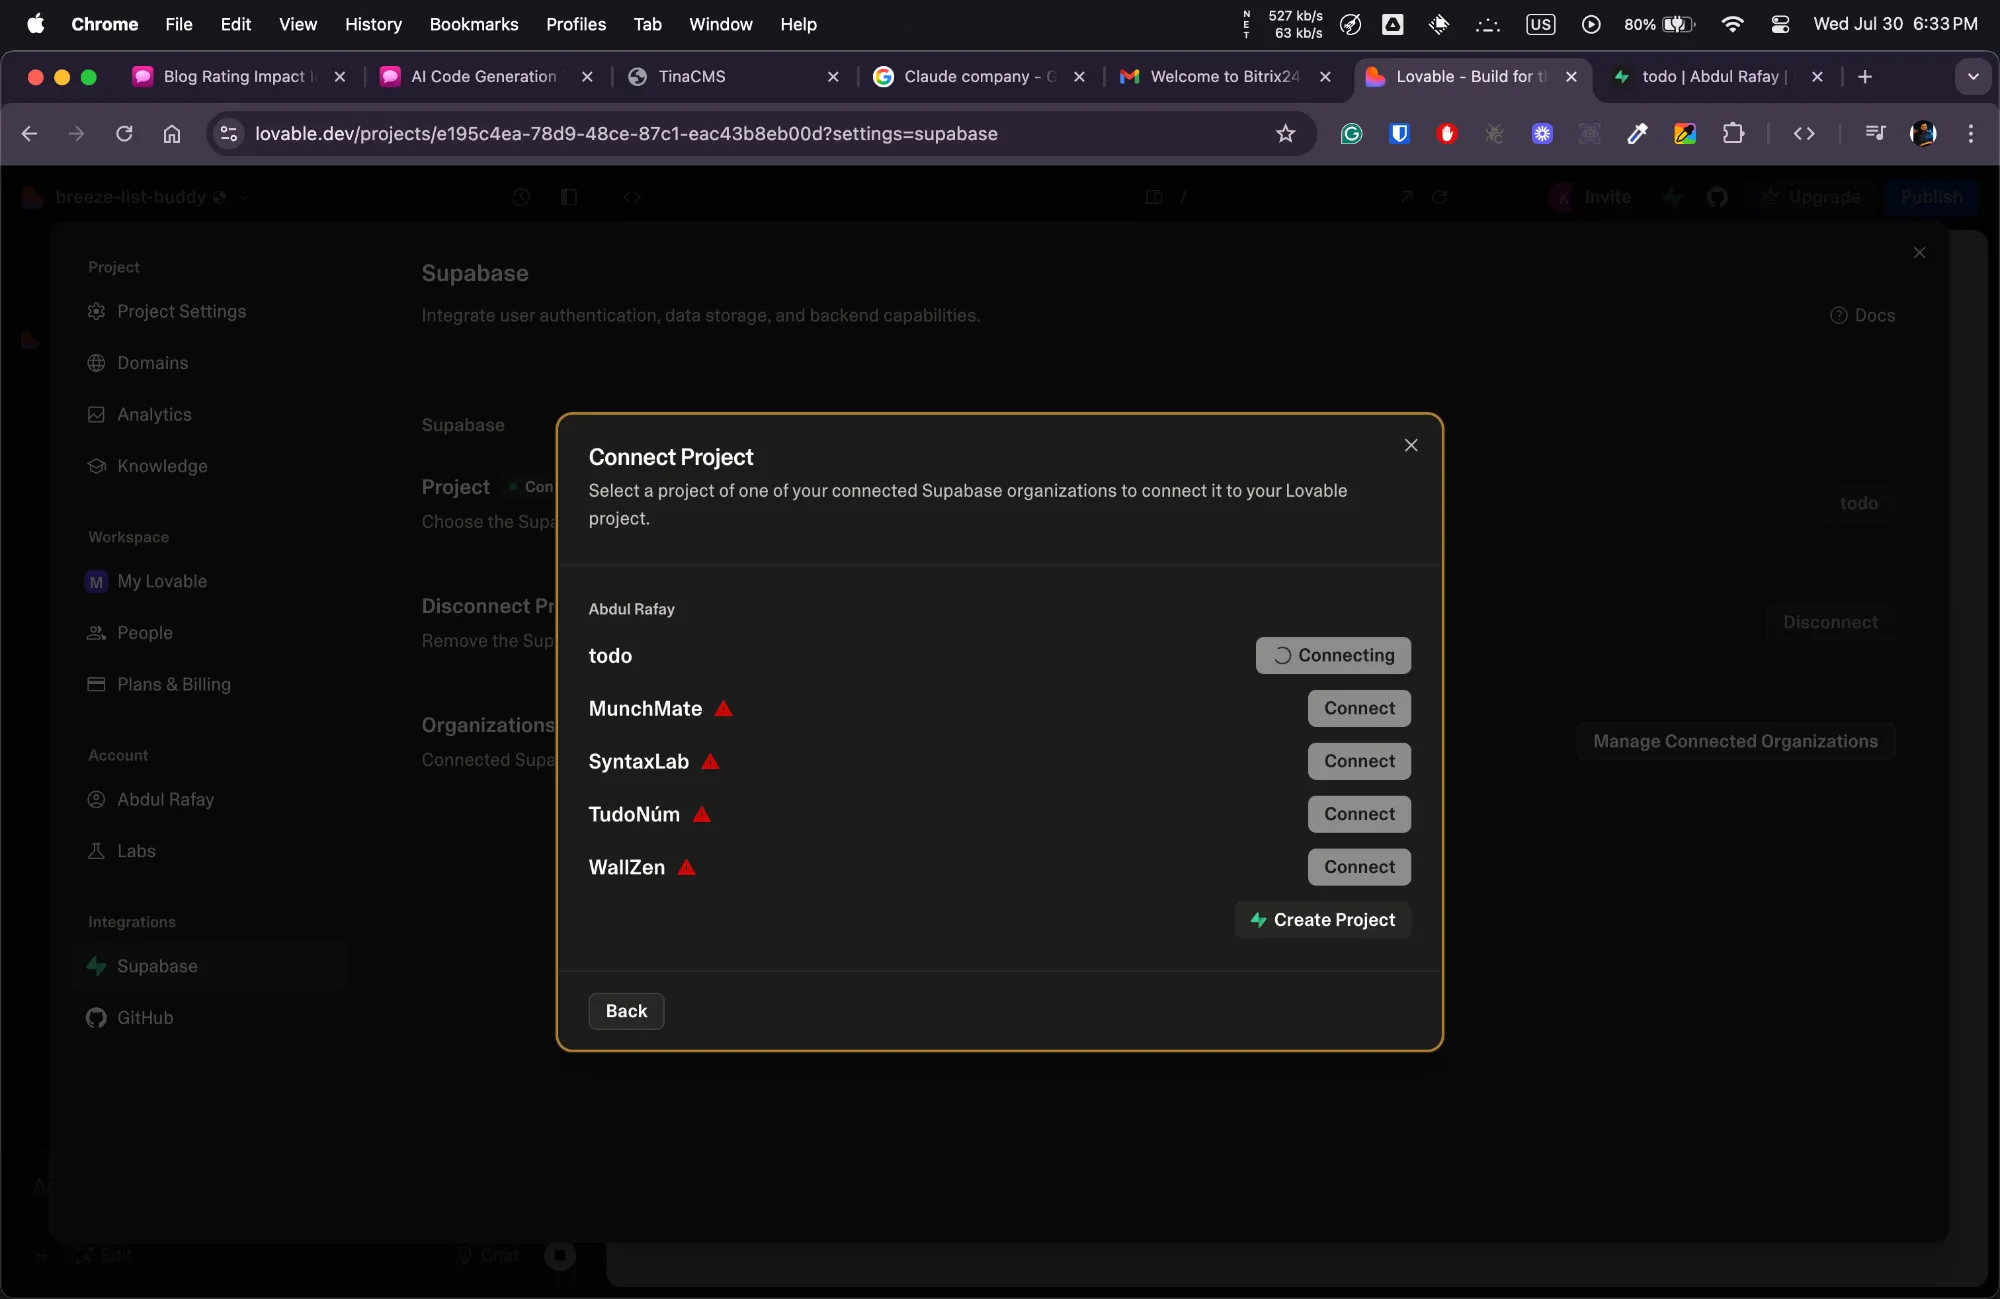 Chrome File Edit View History Bookmarks Profiles Tab Window Help
NET 527 kb/s 63 kb/s US 80% Wed Jul 30 6:33 PM
Blog Rating Impact AI Code Generation TinaCMS Claude company - Welcome to Bitrix24 Lovable - Build for todo | Abdul Rafay |
lovable.dev/projects/e195c4ea-78d9-48ce-87c1-eac43b8eb00d?settings=supabase
breeze-list-buddy / K Invite Upgrade Publish
Project
Project Settings
Domains
Analytics
Knowledge
Workspace
M My Lovable
People
Plans & Billing
Account
Abdul Rafay
Labs
Integrations
Supabase
GitHub
Supabase
Integrate user authentication, data storage, and backend capabilities.
Docs
Supabase
Project Con
Choose the Supa
todo
Disconnect Pr
Remove the Sup
Disconnect
Organizations
Connected Supa
Manage Connected Organizations
Connect Project
Select a project of one of your connected Supabase organizations to connect it to your Lovable
project.
Abdul Rafay
todo Connecting
MunchMate Connect
SyntaxLab Connect
TudoNúm Connect
WallZen Connect
Create Project
Back
Edit Chat